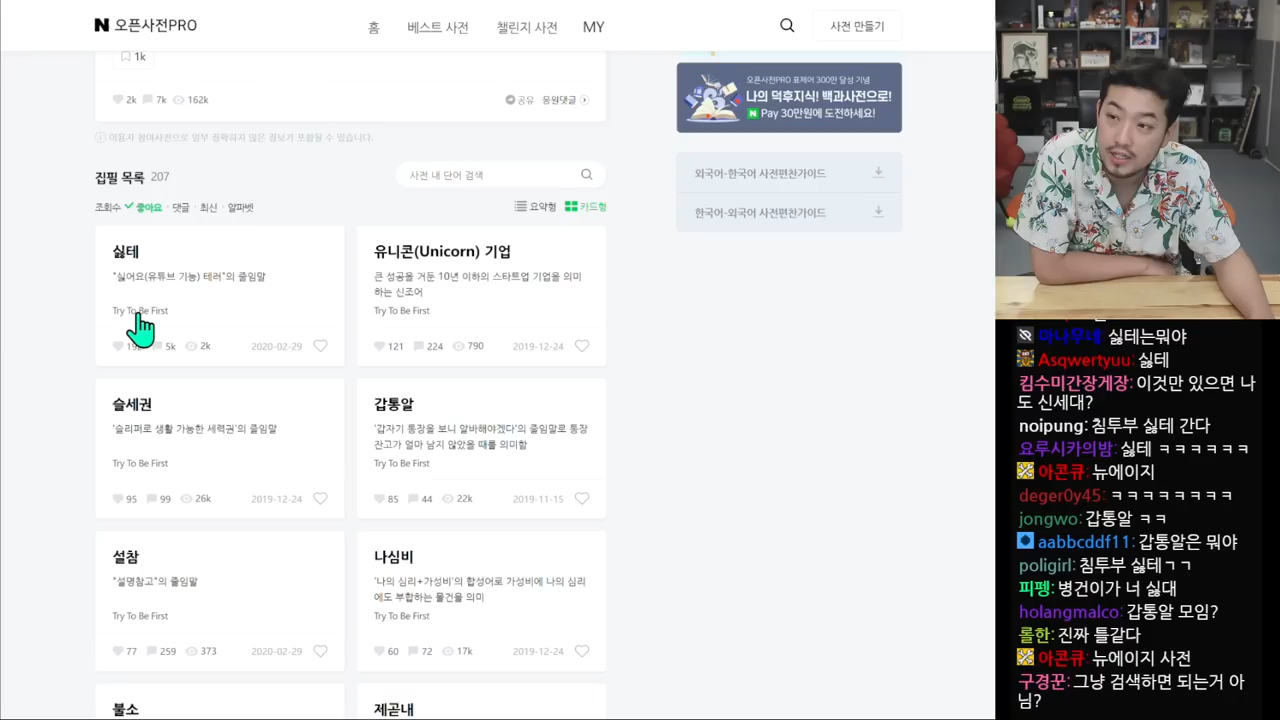 N 오픈사전PRO
홈 베스트 사전 챌린지 사전 MY
사전 만들기
1k
2k 7k 162k
공유 응원댓글
이용자 참여사전으로 일부 정확하지 않은 정보가 포함될 수 있습니다.
오픈사전PRO 표제어 300만 달성 기념
나의 덕후지식! 백과사전으로!
N Pay 30만원에 도전하세요!
외국어-한국어 사전편찬가이드
한국어-외국어 사전편찬가이드
집필 목록 207
사전 내 단어 검색
조회수 좋아요 · 댓글 · 최신 · 알파벳
요약형 카드형
싫테
"싫어요(유튜브 기능) 테러"의 줄임말
Try To Be First
5k 2k 2020-02-29
유니콘(Unicorn) 기업
큰 성공을 거둔 10년 이하의 스타트업 기업을 의미
하는 신조어
Try To Be First
121 224 790 2019-12-24
슬세권
'슬리퍼로 생활 가능한 세력권'의 줄임말
Try To Be First
95 99 26k 2019-12-24
갑통알
'갑자기 통장을 보니 알바해야겠다'의 줄임말로 통장
잔고가 얼마 남지 않았을 때를 의미함
Try To Be First
85 44 22k 2019-11-15
설참
"설명참고"의 줄임말
Try To Be First
77 259 373 2020-02-29
나심비
'나의 심리+가성비'의 합성어로 가성비에 나의 심리
에도 부합하는 물건을 의미
Try To Be First
60 72 17k 2019-12-24
불소
제곧내
마나우네: 싫테는뭐야
Asqwertyuu: 싫테
킴수미간장게장: 이것만 있으면 나
도 신세대?
noipung: 침투부 싫테 간다
요루시카의밤: 싫테 ㅋㅋㅋㅋㅋㅋ
아콘큐: 뉴에이지
deger0y45: ㅋㅋㅋㅋㅋㅋㅋㅋ
jongwo: 갑통알 ㅋㅋ
aabbcddf11: 갑통알은 뭐야
poligirl: 침투부 싫테ㄱㄱ
피펭: 병건이가 너 싫대
holangmalco: 갑통알 모임?
롤한: 진짜 틀같다
아콘큐: 뉴에이지 사전
구경꾼: 그냥 검색하면 되는거 아
님?